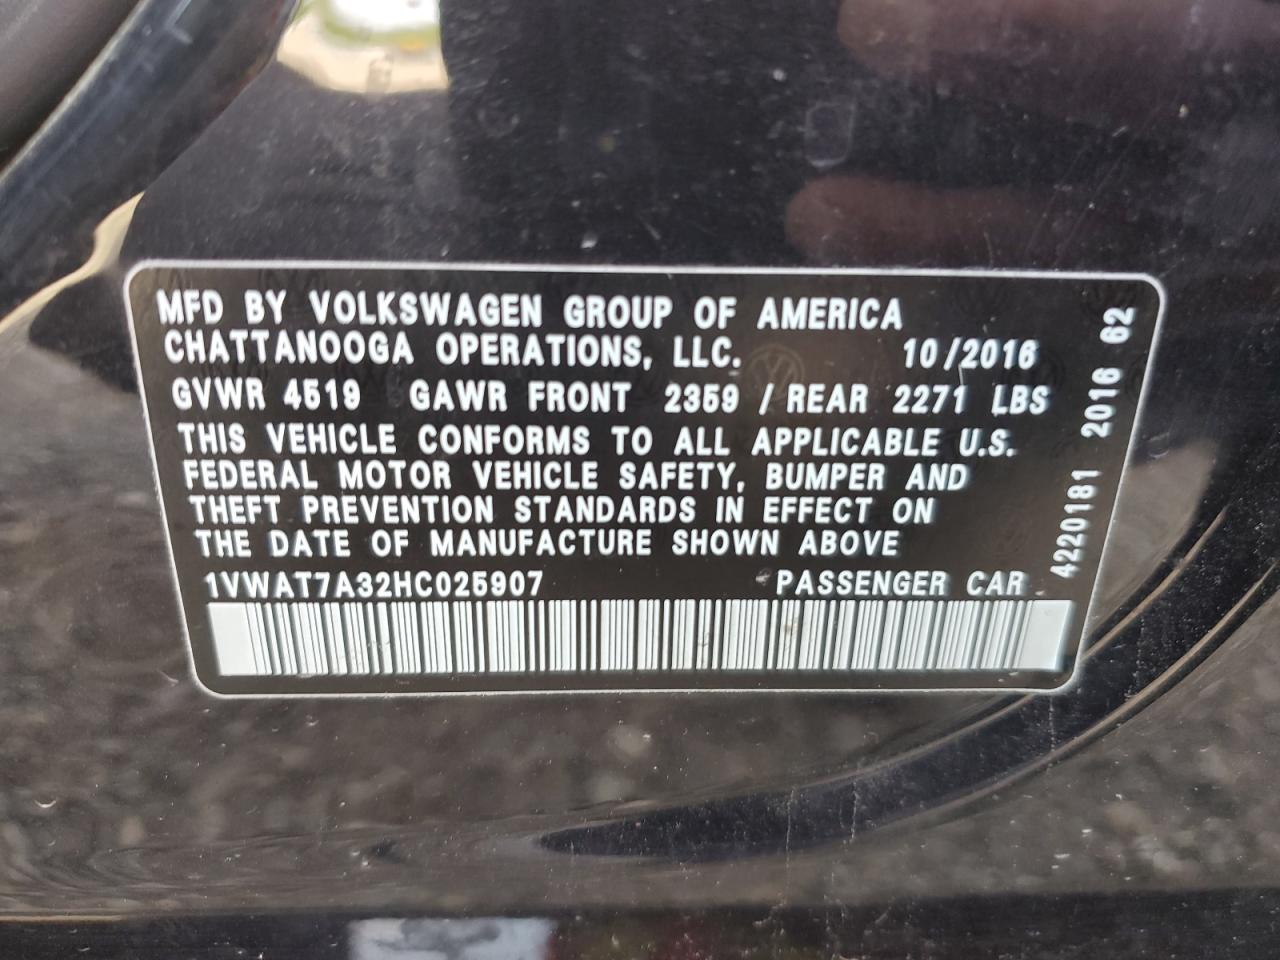 MFD BY VOLKSWAGEN GROUP OF AMERICA
CHATTANOOGA OPERATIONS, LLC. 10/2016
GVWR 4519 GAWR FRONT 2359 / REAR 2271 LBS
THIS VEHICLE CONFORMS TO ALL APPLICABLE U.S.
FEDERAL MOTOR VEHICLE SAFETY, BUMPER AND
THEFT PREVENTION STANDARDS IN EFFECT ON
THE DATE OF MANUFACTURE SHOWN ABOVE
1VWAT7A32HC025907 PASSENGER CAR
4220181 2016 62